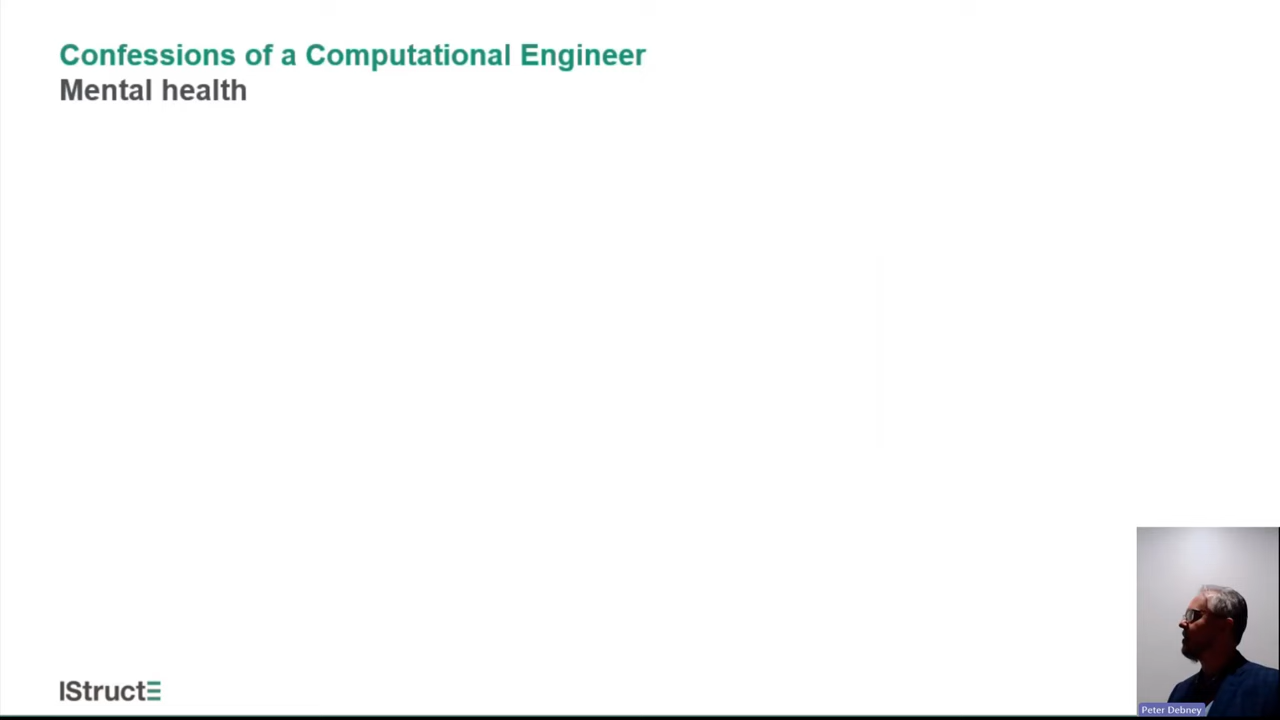 Confessions of a Computational Engineer
Mental health
IStructE
Peter Debney